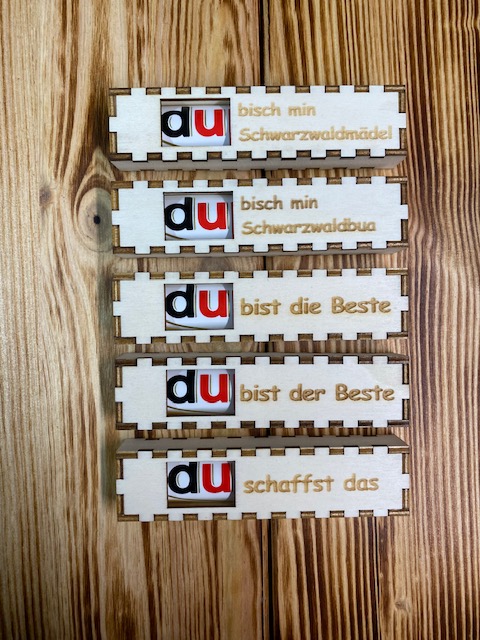 du bisch min
Schwarzwaldmädel
du bisch min
Schwarzwaldbua
du bist die Beste
du bist der Beste
du schaffst das